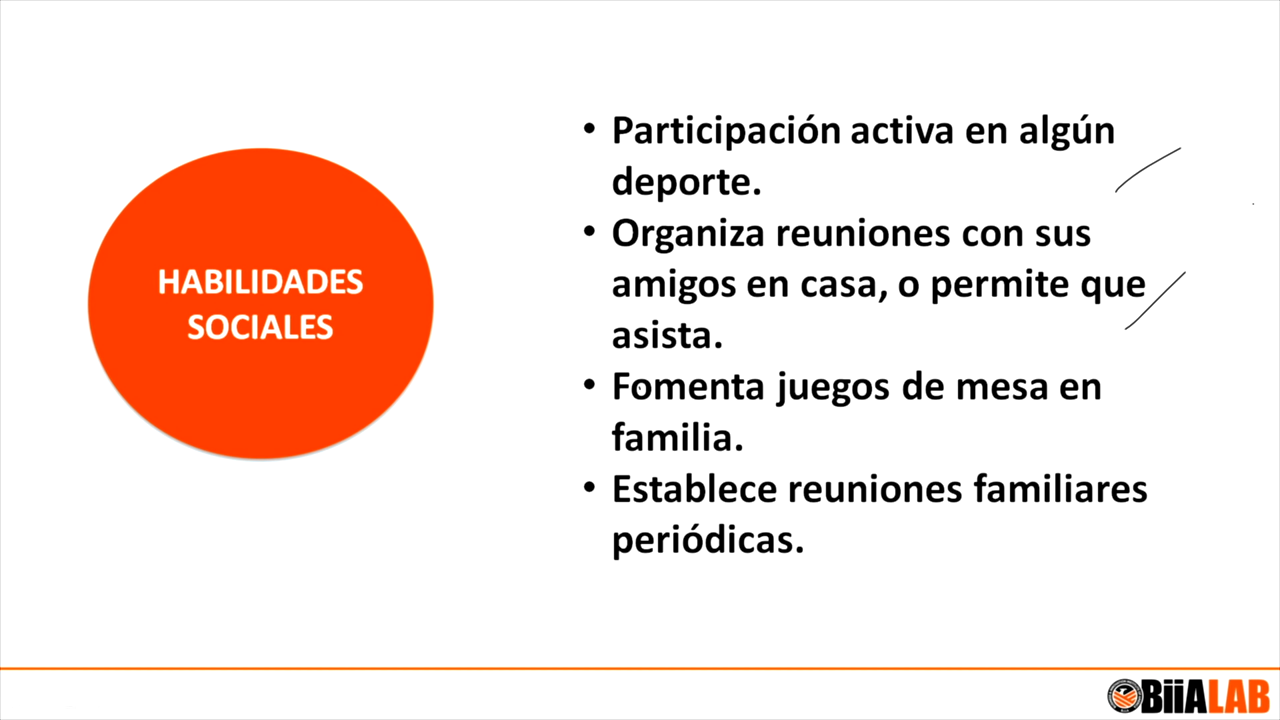 HABILIDADES
SOCIALES
• Participación activa en algún
deporte.
• Organiza reuniones con sus
amigos en casa, o permite que
asista.
• Fomenta juegos de mesa en
familia.
• Establece reuniones familiares
periódicas.
BiiALAB